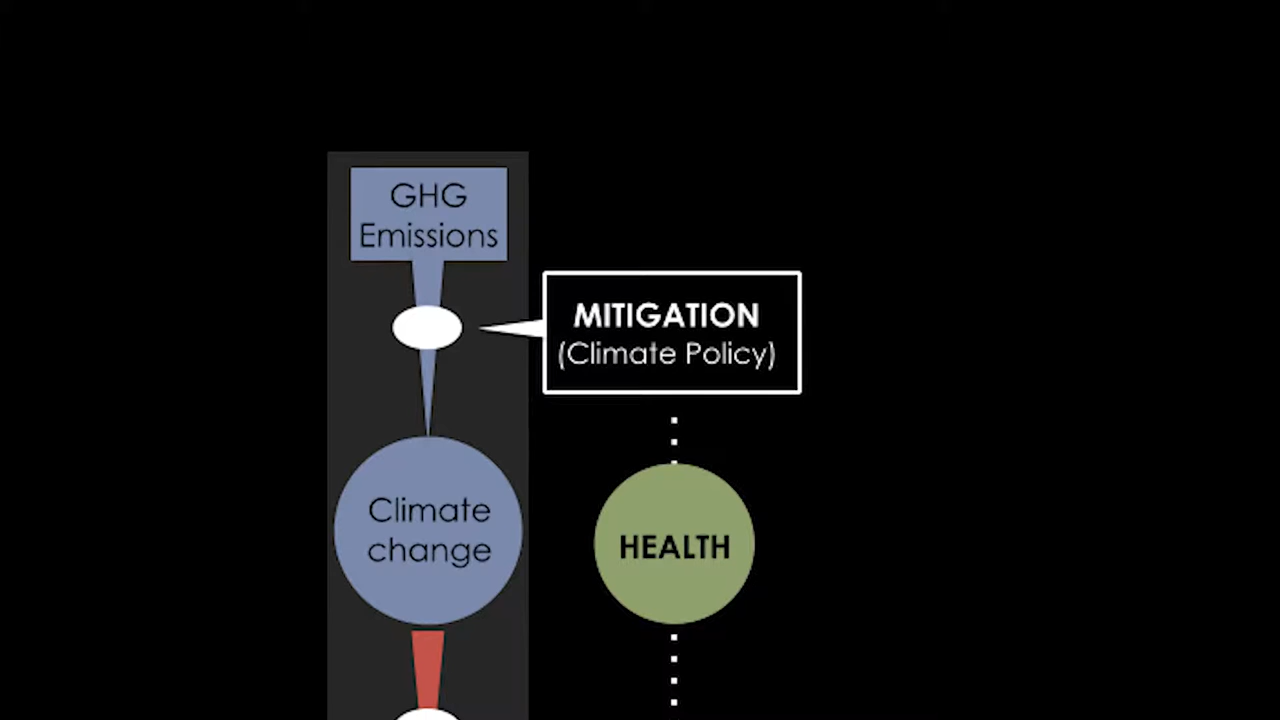 GHG
Emissions
MITIGATION
(Climate Policy)
Climate
change
HEALTH